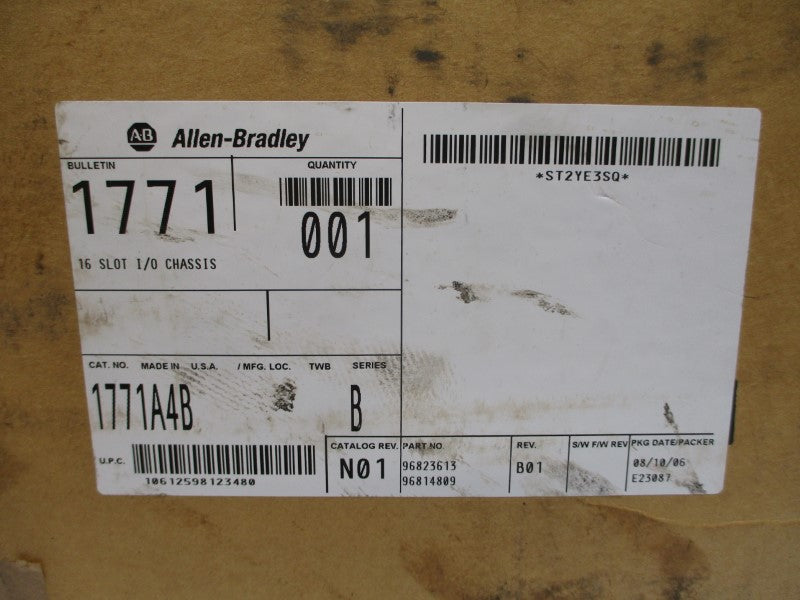 A·B Allen-Bradley
*ST2YE3SQ*
BULLETIN
QUANTITY
1771
001
16 SLOT I/O CHASSIS
CAT. NO. MADE IN U.S.A. / MFG. LOC. TWB SERIES
1771A4B B
U.P.C.
10612598123480
CATALOG REV. PART NO. REV. S/W F/W REV PKG DATE/PACKER
N01 96823613 B01 08/10/06
96814809 E23087